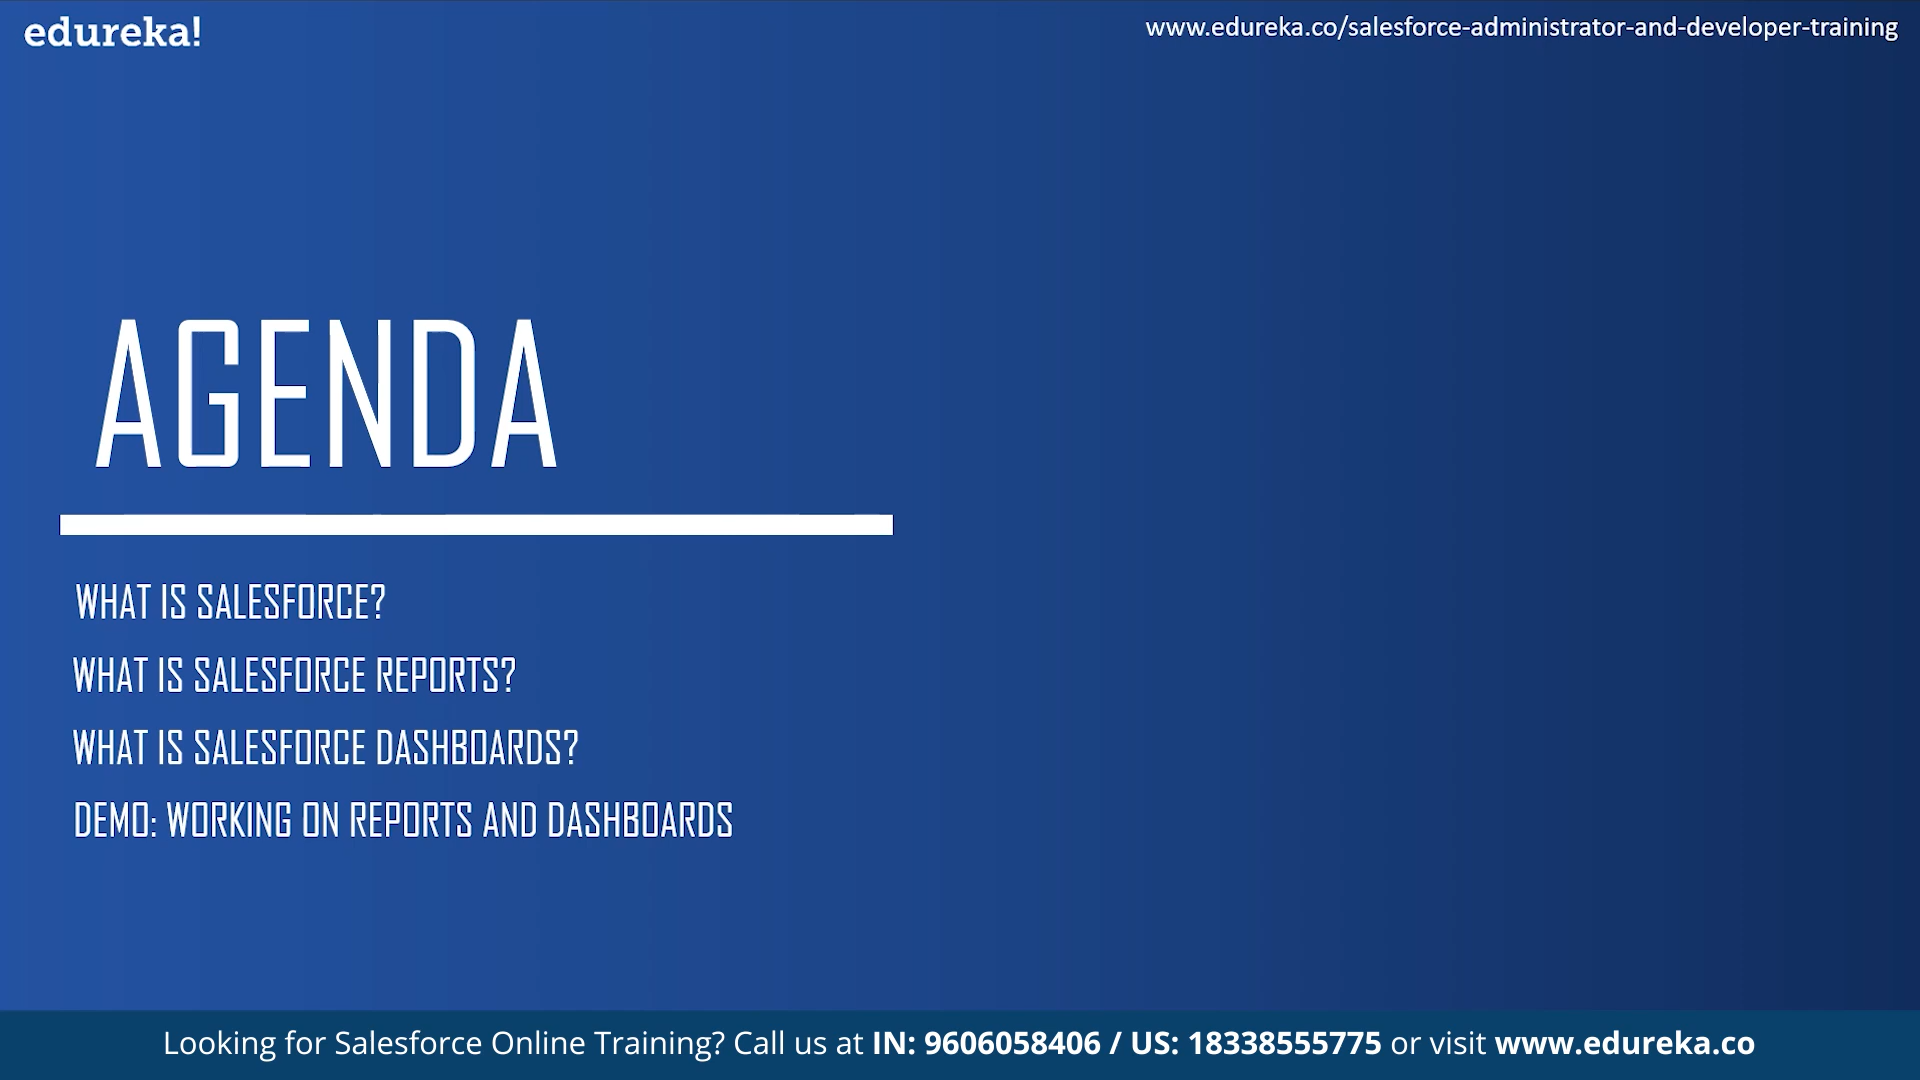 edureka!
www.edureka.co/salesforce-administrator-and-developer-training
AGENDA
WHAT IS SALESFORCE?
WHAT IS SALESFORCE REPORTS?
WHAT IS SALESFORCE DASHBOARDS?
DEMO: WORKING ON REPORTS AND DASHBOARDS
Looking for Salesforce Online Training? Call us at IN: 9606058406 / US: 18338555775 or visit www.edureka.co